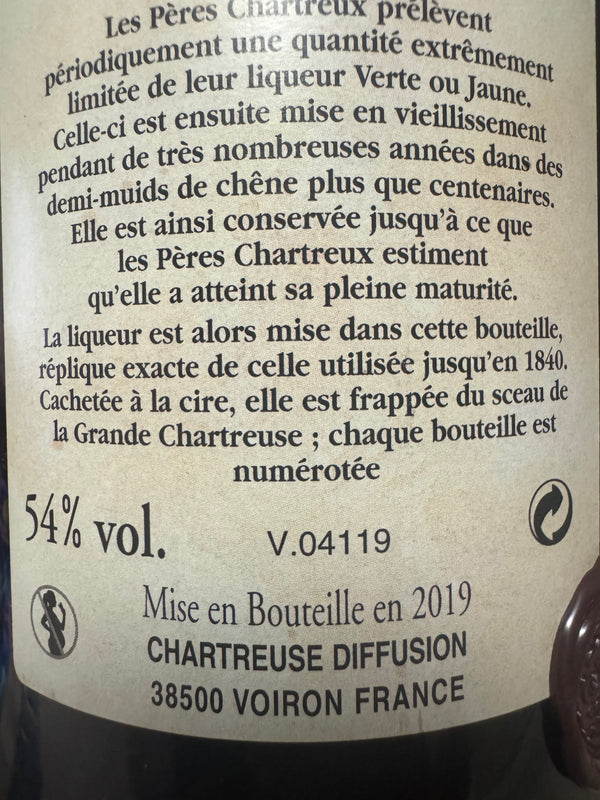 Les Pères Chartreux prélèvent
périodiquement une quantité extrêmement
limitée de leur liqueur Verte ou Jaune.
Celle-ci est ensuite mise en vieillissement
pendant de très nombreuses années dans des
demi-muids de chêne plus que centenaires.
Elle est ainsi conservée jusqu'à ce que
les Pères Chartreux estiment
qu'elle a atteint sa pleine maturité.
La liqueur est alors mise dans cette bouteille,
réplique exacte de celle utilisée jusqu'en 1840.
Cachetée à la cire, elle est frappée du sceau de
la Grande Chartreuse ; chaque bouteille est
numérotée
54% vol.
V.04119
Mise en Bouteille en 2019
CHARTREUSE DIFFUSION
38500 VOIRON FRANCE